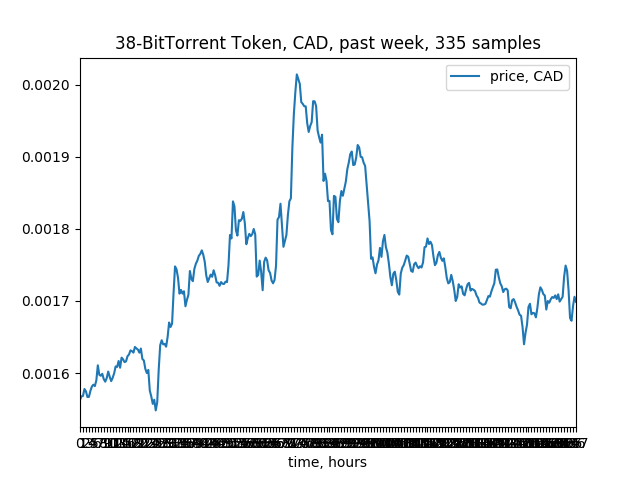 38-BitTorrent Token, CAD, past week, 335 samples
price, CAD
0.0020
0.0019
0.0018
0.0017
0.0016
time, hours